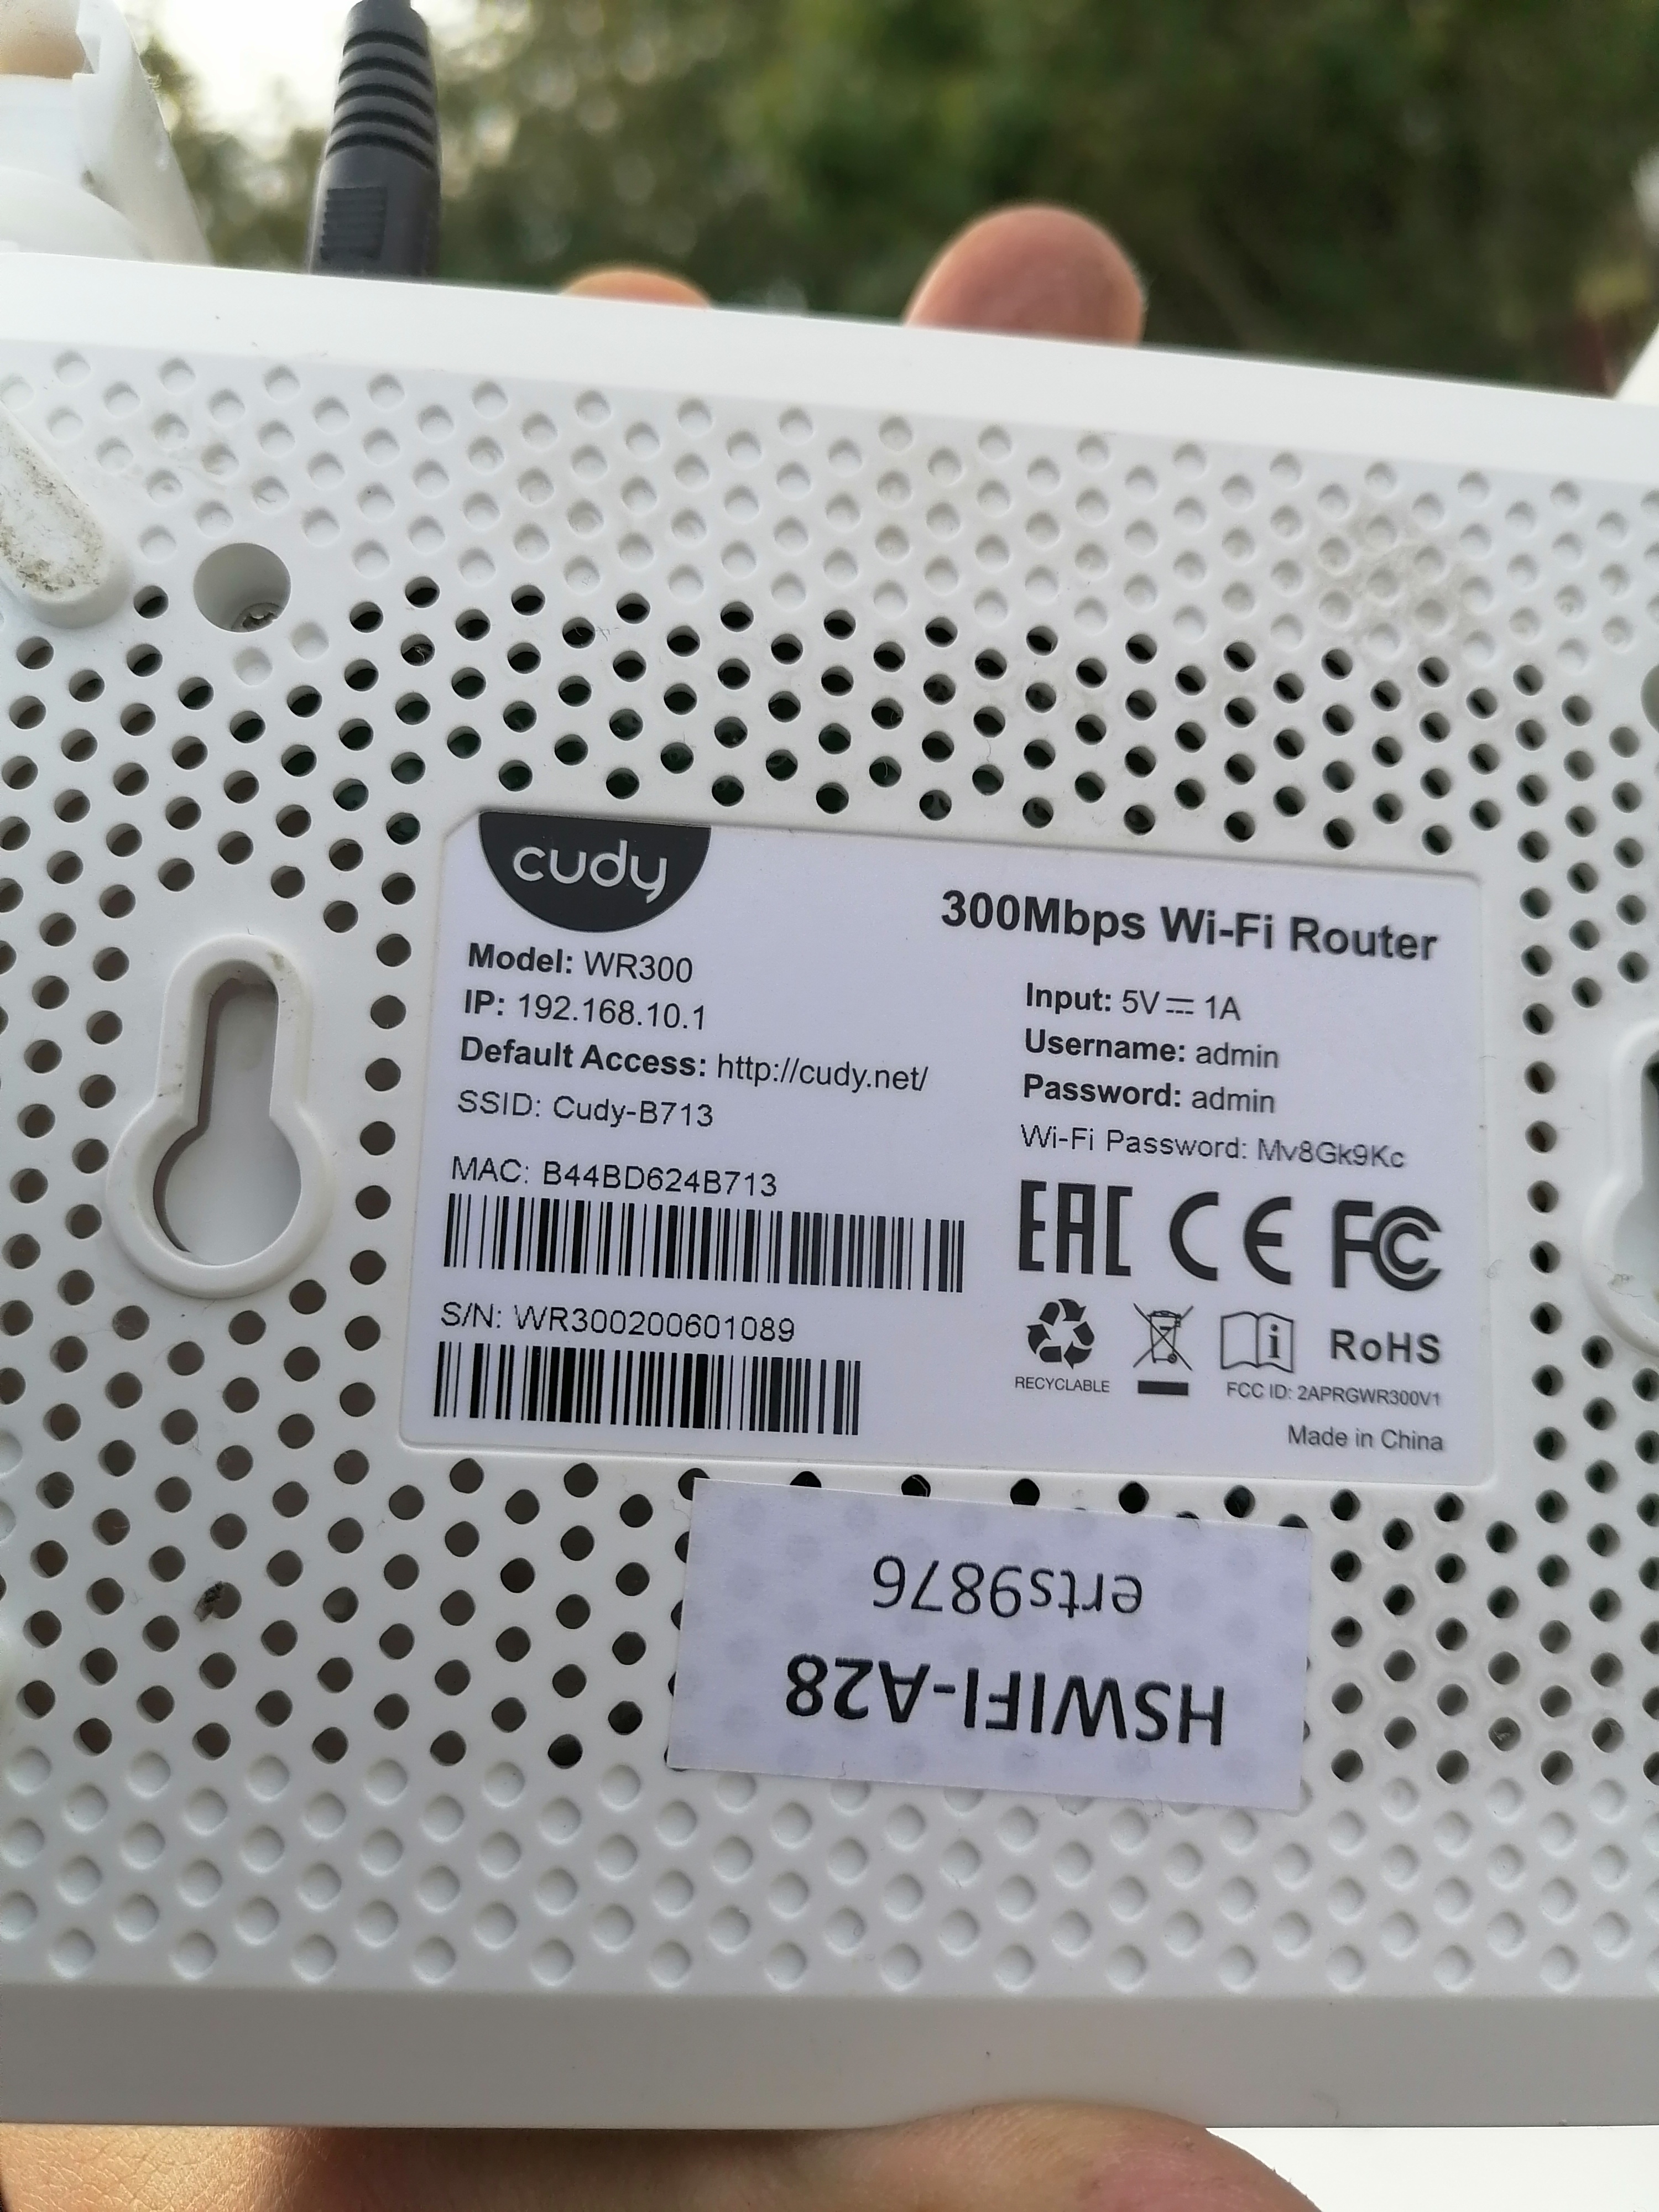 cudy
300Mbps Wi-Fi Router
Model: WR300
IP: 192.168.10.1
Default Access: http://cudy.net/
SSID: Cudy-B713
MAC: B44BD624B713
S/N: WR300200601089
Input: 5V⎓1A
Username: admin
Password: admin
Wi-Fi Password: Mv8Gk9Kc
EAC CE FC
RECYCLABLE
i
RoHS
FCC ID: 2APRGWR300V1
Made in China
HSWIFI-A28
erts9876